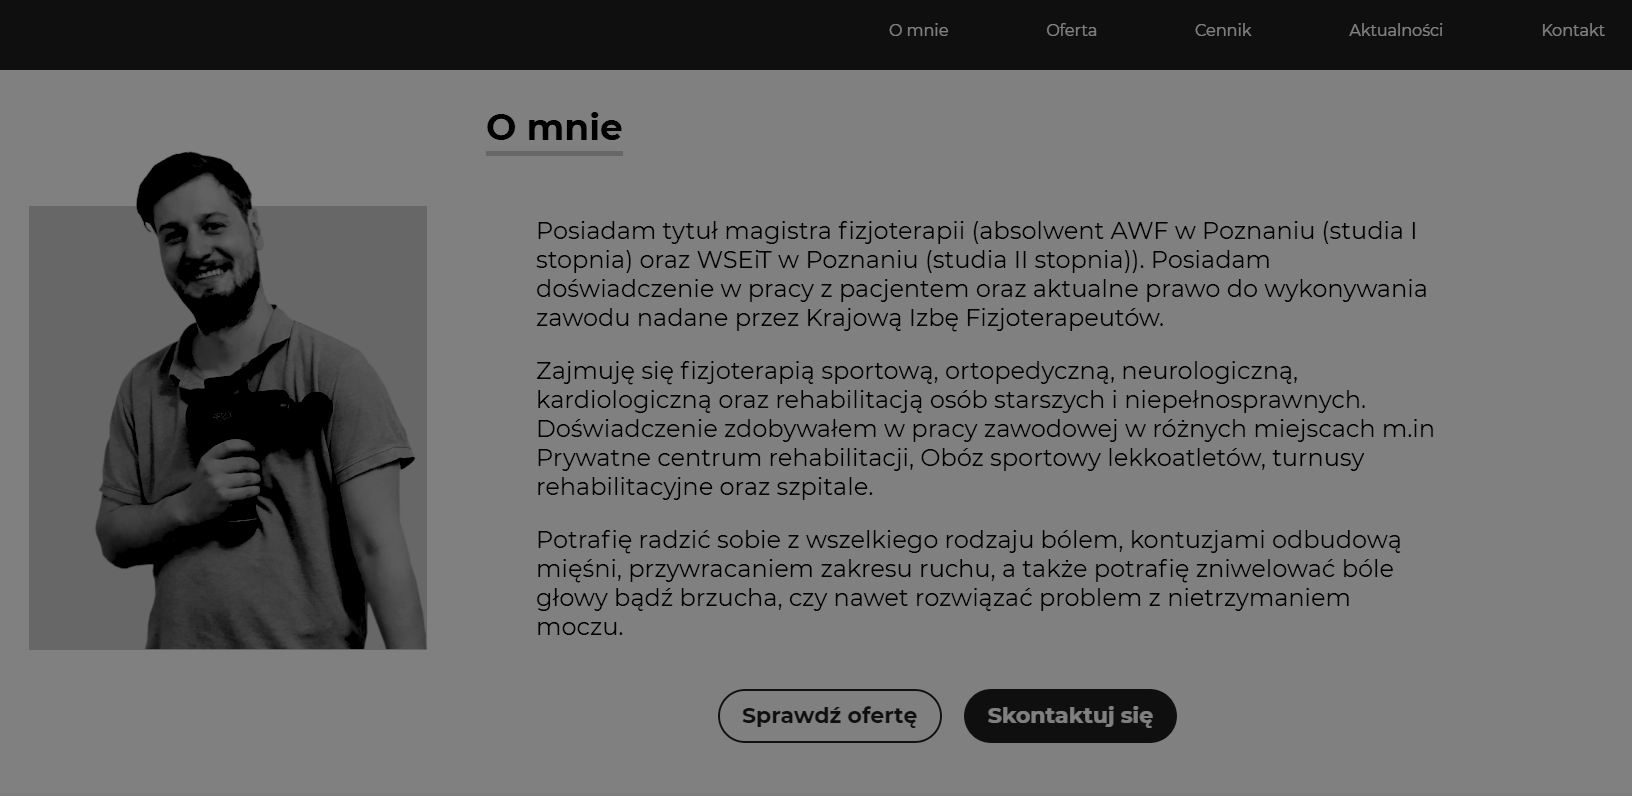 O mnie Oferta Cennik Aktualności Kontakt
O mnie
Posiadam tytuł magistra fizjoterapii (absolwent AWF w Poznaniu (studia I
stopnia) oraz WSEiT w Poznaniu (studia II stopnia)). Posiadam
doświadczenie w pracy z pacjentem oraz aktualne prawo do wykonywania
zawodu nadane przez Krajową Izbę Fizjoterapeutów.
Zajmuję się fizjoterapią sportową, ortopedyczną, neurologiczną,
kardiologiczną oraz rehabilitacją osób starszych i niepełnosprawnych.
Doświadczenie zdobywałem w pracy zawodowej w różnych miejscach m.in
Prywatne centrum rehabilitacji, Obóz sportowy lekkoatletów, turnusy
rehabilitacyjne oraz szpitale.
Potrafię radzić sobie z wszelkiego rodzaju bólem, kontuzjami odbudową
mięśni, przywracaniem zakresu ruchu, a także potrafię zniwelować bóle
głowy bądź brzucha, czy nawet rozwiązać problem z nietrzymaniem
moczu.
Sprawdź ofertę Skontaktuj się